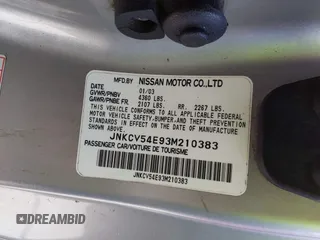 MFD.BY NISSAN MOTOR CO.,LTD
DATE 01/03
GVWR/PNBV 4360 LBS.
GAWR/PNBE FR. 2107 LBS. RR. 2267 LBS.
THIS VEHICLE CONFORMS TO ALL APPLICABLE FEDERAL
MOTOR VEHICLE SAFETY,BUMPER,AND THEFT PREVENTION
STANDARDS IN EFFECT ON THE DATE OF MANUFACTURE
SHOWN ABOVE.
JNKCV54E93M210383
PASSENGER CAR/VOITURE DE TOURISME
JNKCV54E93M210383
DREAMBID